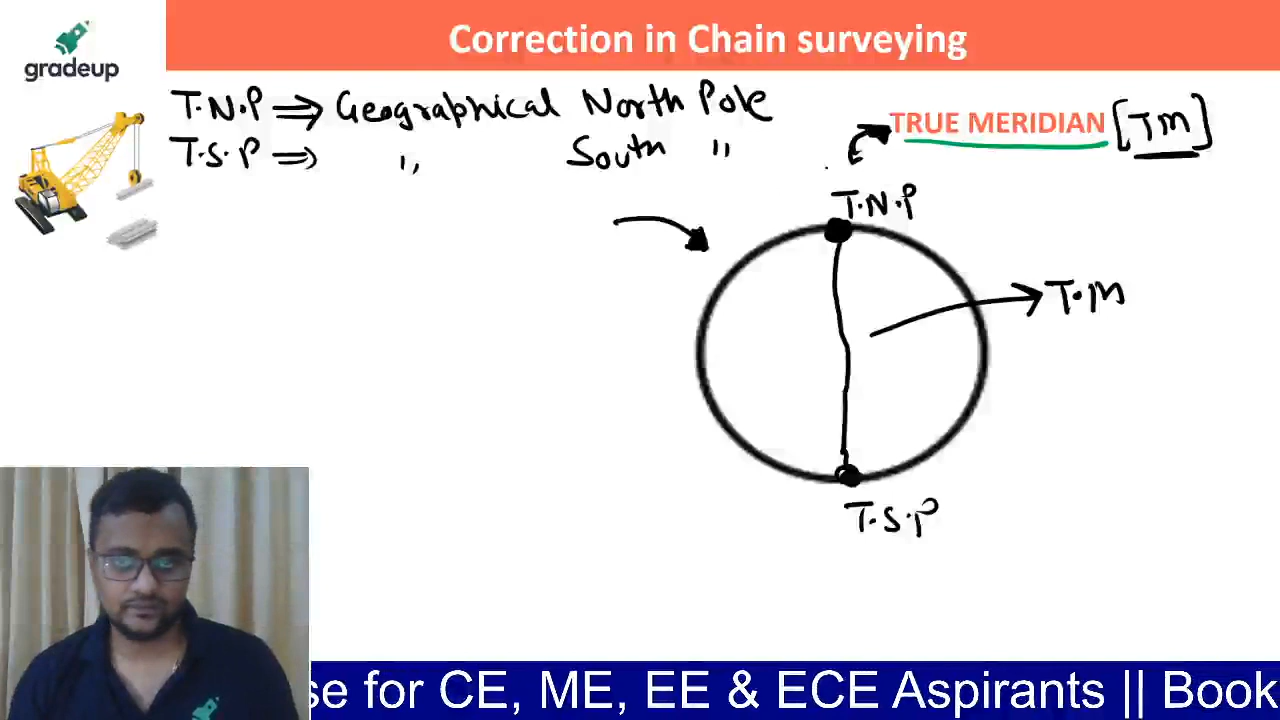 Correction in Chain surveying
gradeup
T.N.P ⇒ Geographical North Pole
T.S.P ⇒ ,, South ,,
TRUE MERIDIAN [TM]
T.N.P
T.M
T.S.P
se for CE, ME, EE & ECE Aspirants || Book